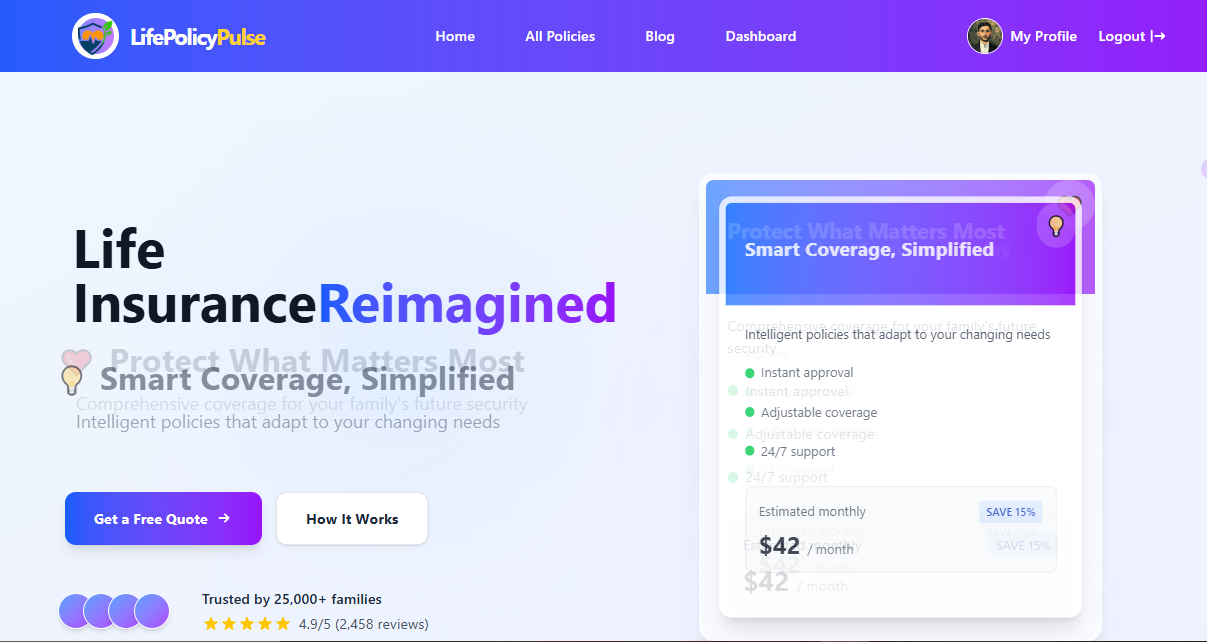 LifePolicyPulse
Home
All Policies
Blog
Dashboard
My Profile
Logout
Life
InsuranceReimagined
Protect What Matters Most
Smart Coverage, Simplified
Comprehensive coverage for your family's future security
Intelligent policies that adapt to your changing needs
Get a Free Quote →
How It Works
Trusted by 25,000+ families
4.9/5 (2,458 reviews)
Protect What Matters Most
Smart Coverage, Simplified
Comprehensive coverage for your family's future
security
Intelligent policies that adapt to your changing needs
Instant approval
Instant approval
Adjustable coverage
Adjustable coverage
24/7 support
24/7 support
Estimated monthly
SAVE 15%
$42 / month
Estimated monthly
SAVE 15%
$42 / month